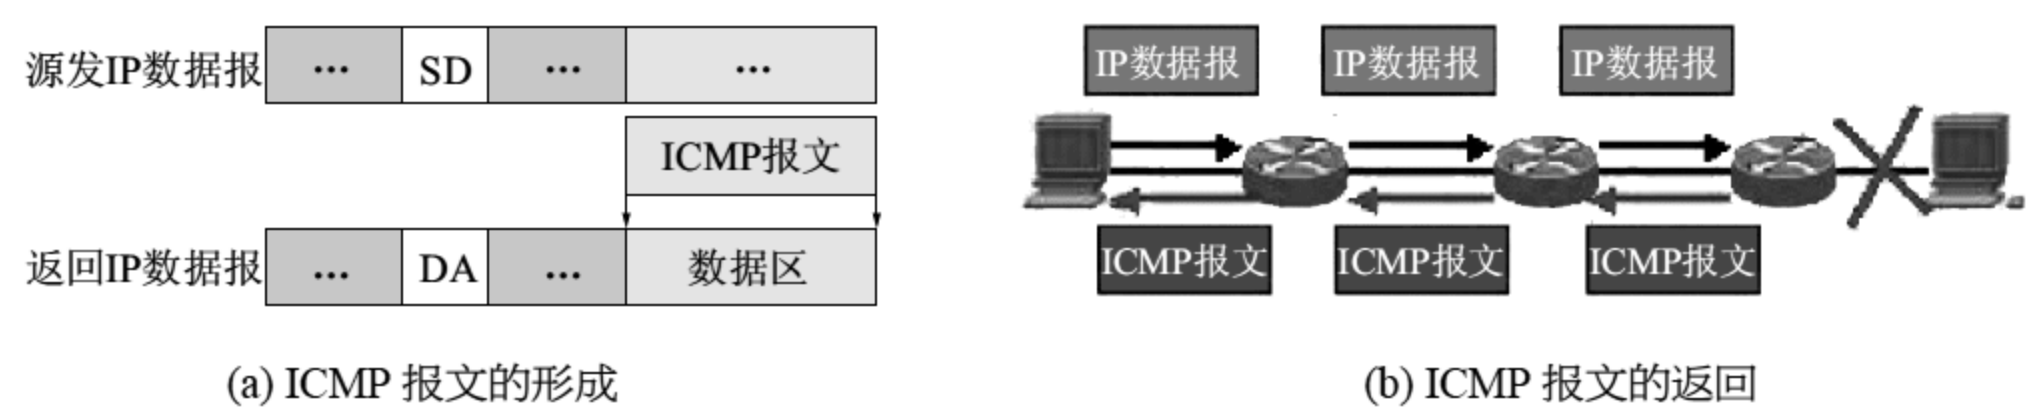 源发IP数据报 ... SD ... ...
ICMP报文
返回IP数据报 ... DA ... 数据区
(a) ICMP 报文的形成
IP数据报 IP数据报 IP数据报
ICMP报文 ICMP报文 ICMP报文
(b) ICMP 报文的返回